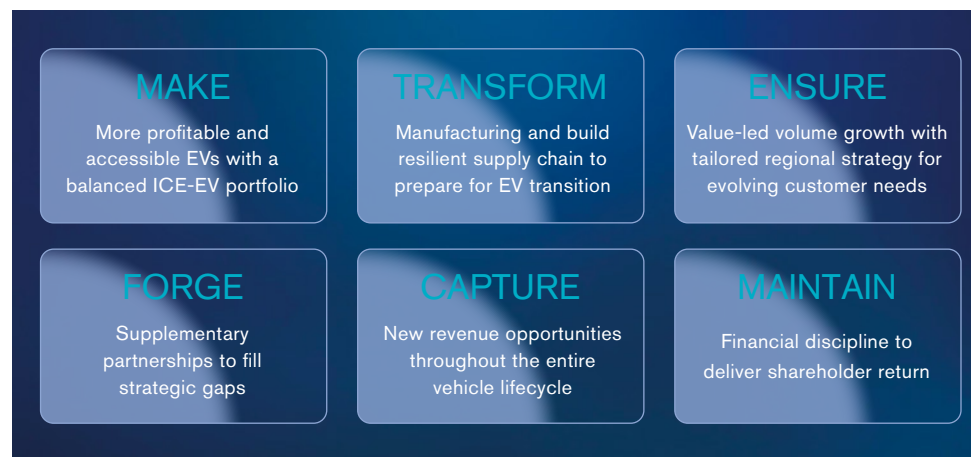 MAKE
More profitable and
accessible EVs with a
balanced ICE-EV portfolio
TRANSFORM
Manufacturing and build
resilient supply chain to
prepare for EV transition
ENSURE
Value-led volume growth with
tailored regional strategy for
evolving customer needs
FORGE
Supplementary
partnerships to fill
strategic gaps
CAPTURE
New revenue opportunities
throughout the entire
vehicle lifecycle
MAINTAIN
Financial discipline to
deliver shareholder return